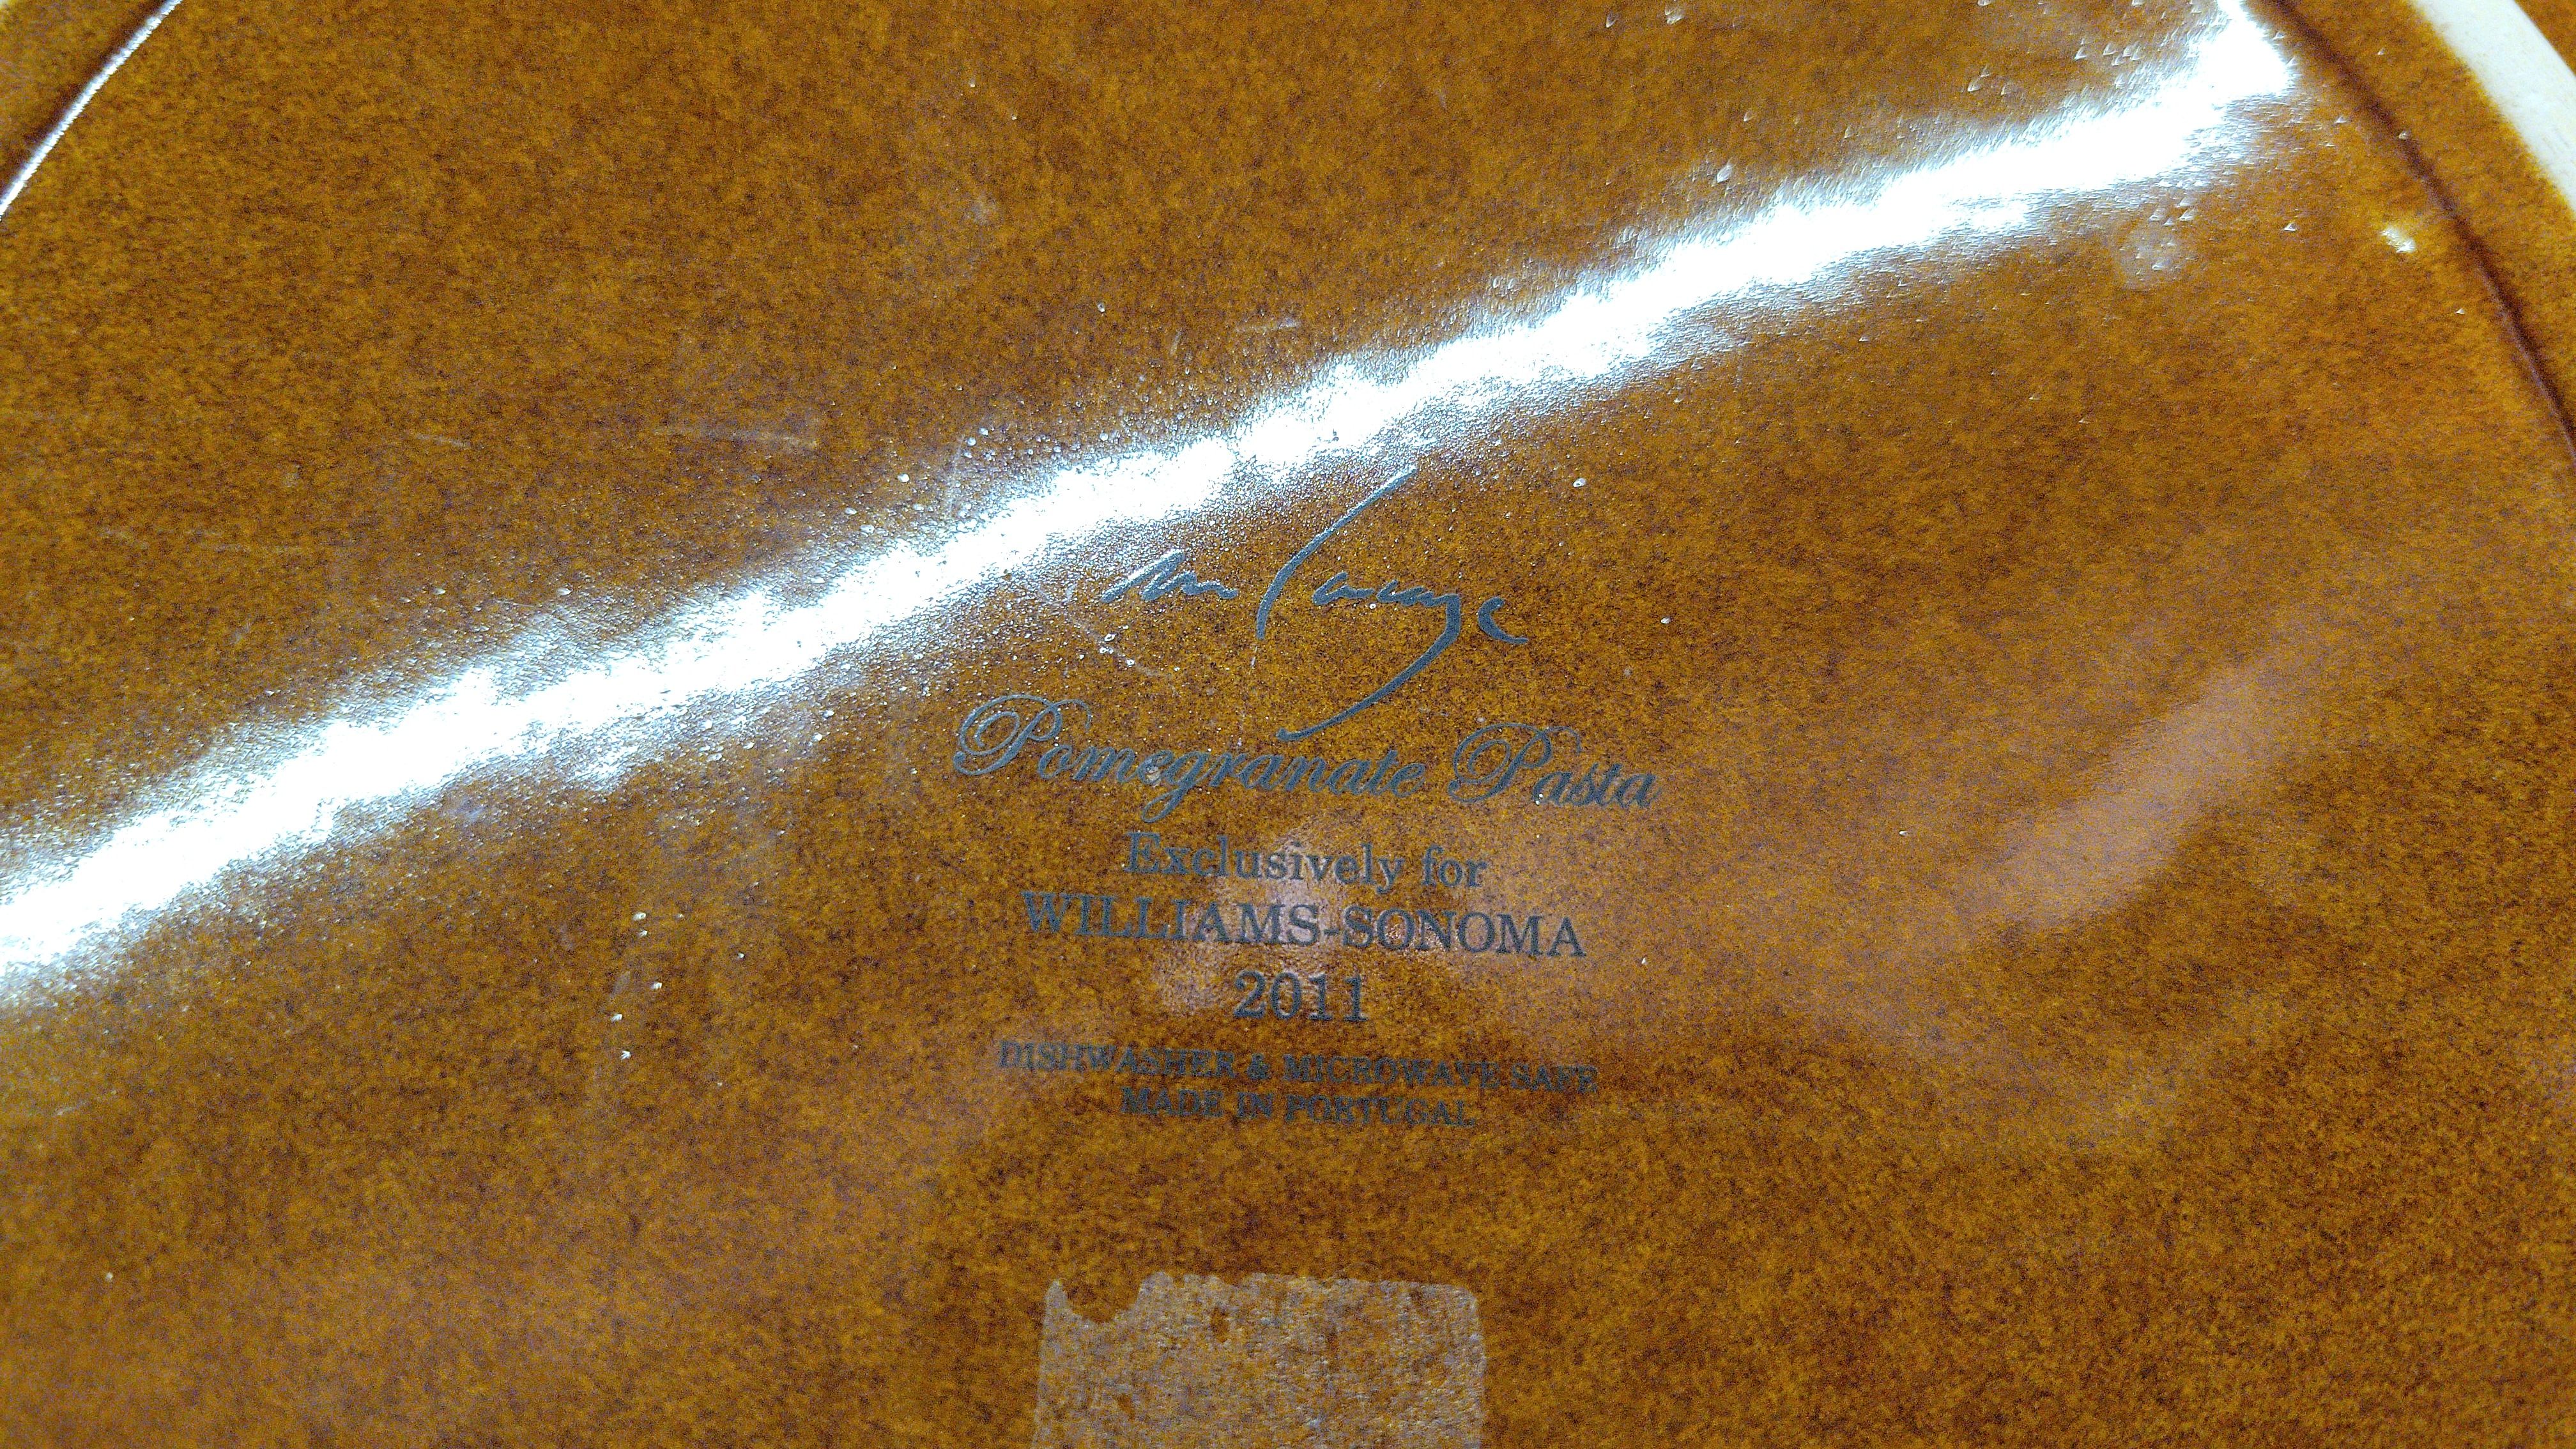 Pomegranate Pasta
Exclusively for
WILLIAMS-SONOMA
2011
DISHWASHER & MICROWAVE SAFE
MADE IN PORTUGAL